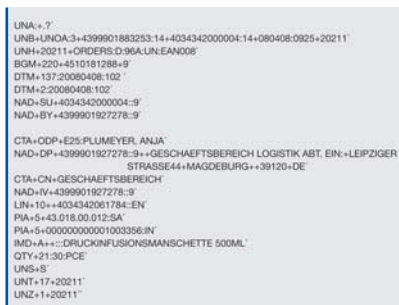 UNA:+.?´
UNB+UNOA:3+4399901883253:14+4034342000004:14+080408:0925+20211´
UNH+20211+ORDERS:D:96A:UN:EAN008´
BGM+220+4510181288+9´
DTM+137:20080408:102 ´
DTM+2:20080408:102´
NAD+SU+4034342000004::9´
NAD+BY+4399901927278::9´
CTA+ODP+E25:PLUMEYER, ANJA´
NAD+DP+4399901927278::9++GESCHAEFTSBEREICH LOGISTIK ABT. EIN:+LEIPZIGER
STRASSE44+MAGDEBURG++39120+DE´
CTA+CN+GESCHAEFTSBEREICH´
NAD+IV+4399901927278::9´
LIN+10++4034342061784::EN´
PIA+5+43.018.00.012:SA´
PIA+5+000000000001003356:IN´
IMD+A++:::DRUCKINFUSIONSMANSCHETTE 500ML´
QTY+21:30:PCE´
UNS+S´
UNT+17+20211´
UNZ+1+20211´´